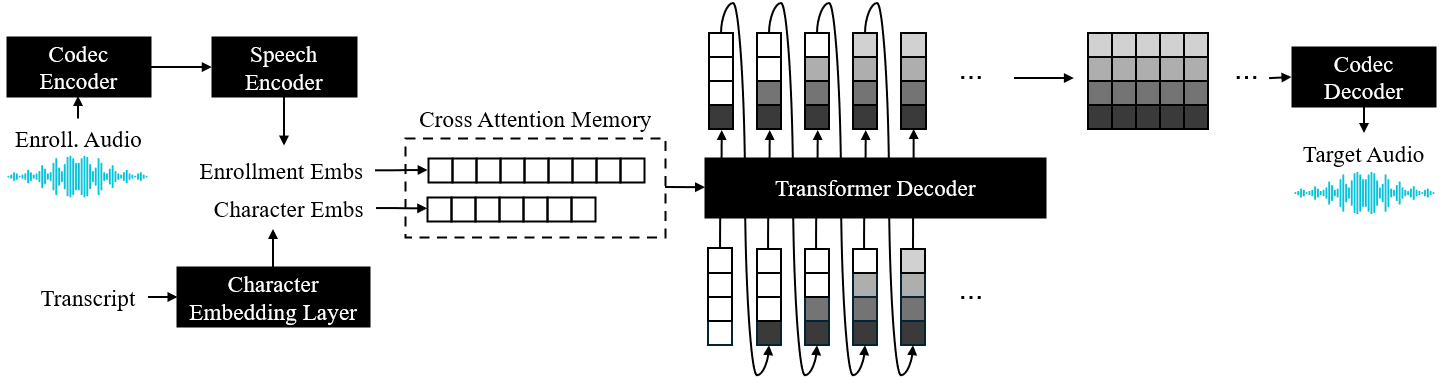 Codec
Encoder
Speech
Encoder
Enroll. Audio
Cross Attention Memory
Enrollment Embs
Character Embs
Transcript
Character
Embedding Layer
Transformer Decoder
...
...
...
Codec
Decoder
Target Audio